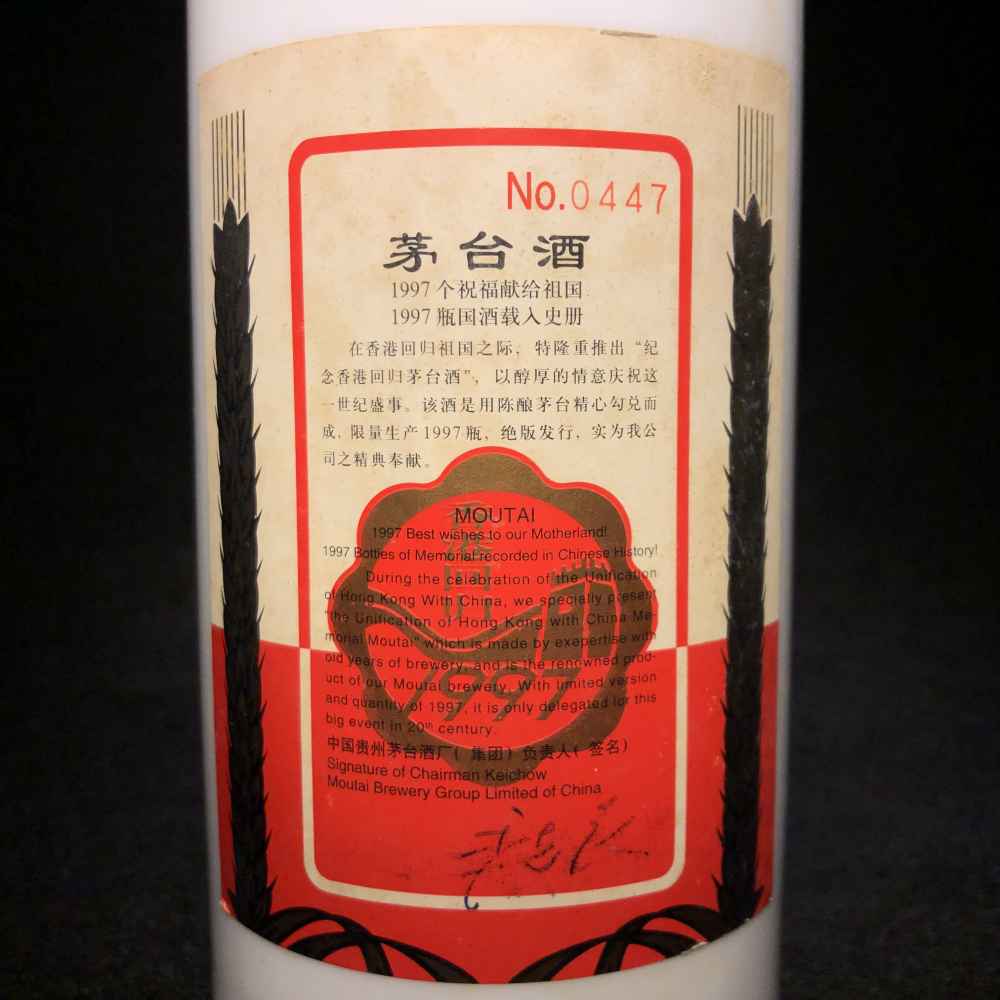 No.0447
茅台酒
1997个祝福献给祖国
1997瓶国酒载入史册
在香港回归祖国之际，特隆重推出“纪
念香港回归茅台酒”，以醇厚的情意庆祝这
一世纪盛事。该酒是用陈酿茅台精心勾兑而
成，限量生产1997瓶，绝版发行，实为我公
司之精典奉献。
MOUTAI
1997 Best wishes to our Motherland!
1997 Bottles of Memorial recorded in Chinese History!
During the celebration of the Unification
of Hong Kong With China, we specially present
"the Unification of Hong Kong with China Me-
morial Moutai" which is made by exepertise with
old years of brewery, and is the renowned prod-
uct of our Moutai brewery. With limited version
and quantity of 1997, it is only delegated for this
big event in 20th century.
1997
中国贵州茅台酒厂（集团）负责人（签名）
Signature of Chairman Keichow
Moutai Brewery Group Limited of China